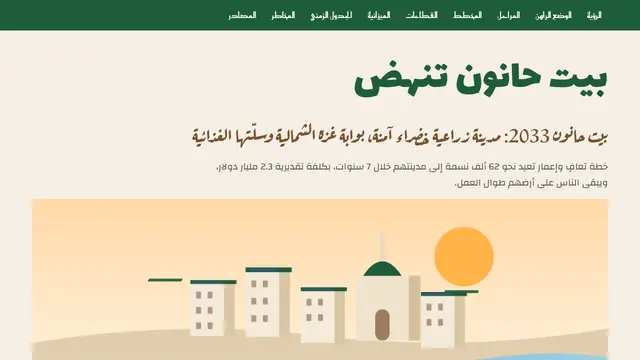 الرؤية الوضع الراهن المراحل المخطط القطاعات الميزانية الجدول الزمني المخاطر المصادر
بيت حانون تنهض
بيت حانون 2033: مدينة زراعية خضراء آمنة، بوابة غزة الشمالية وسلّتها الغذائية
خطة تعافٍ وإعمار تعيد نحو 62 ألف نسمة إلى مدينتهم خلال 7 سنوات، بكلفة تقديرية 2.3 مليار دولار،
ويبقى الناس على أرضهم طوال العمل.